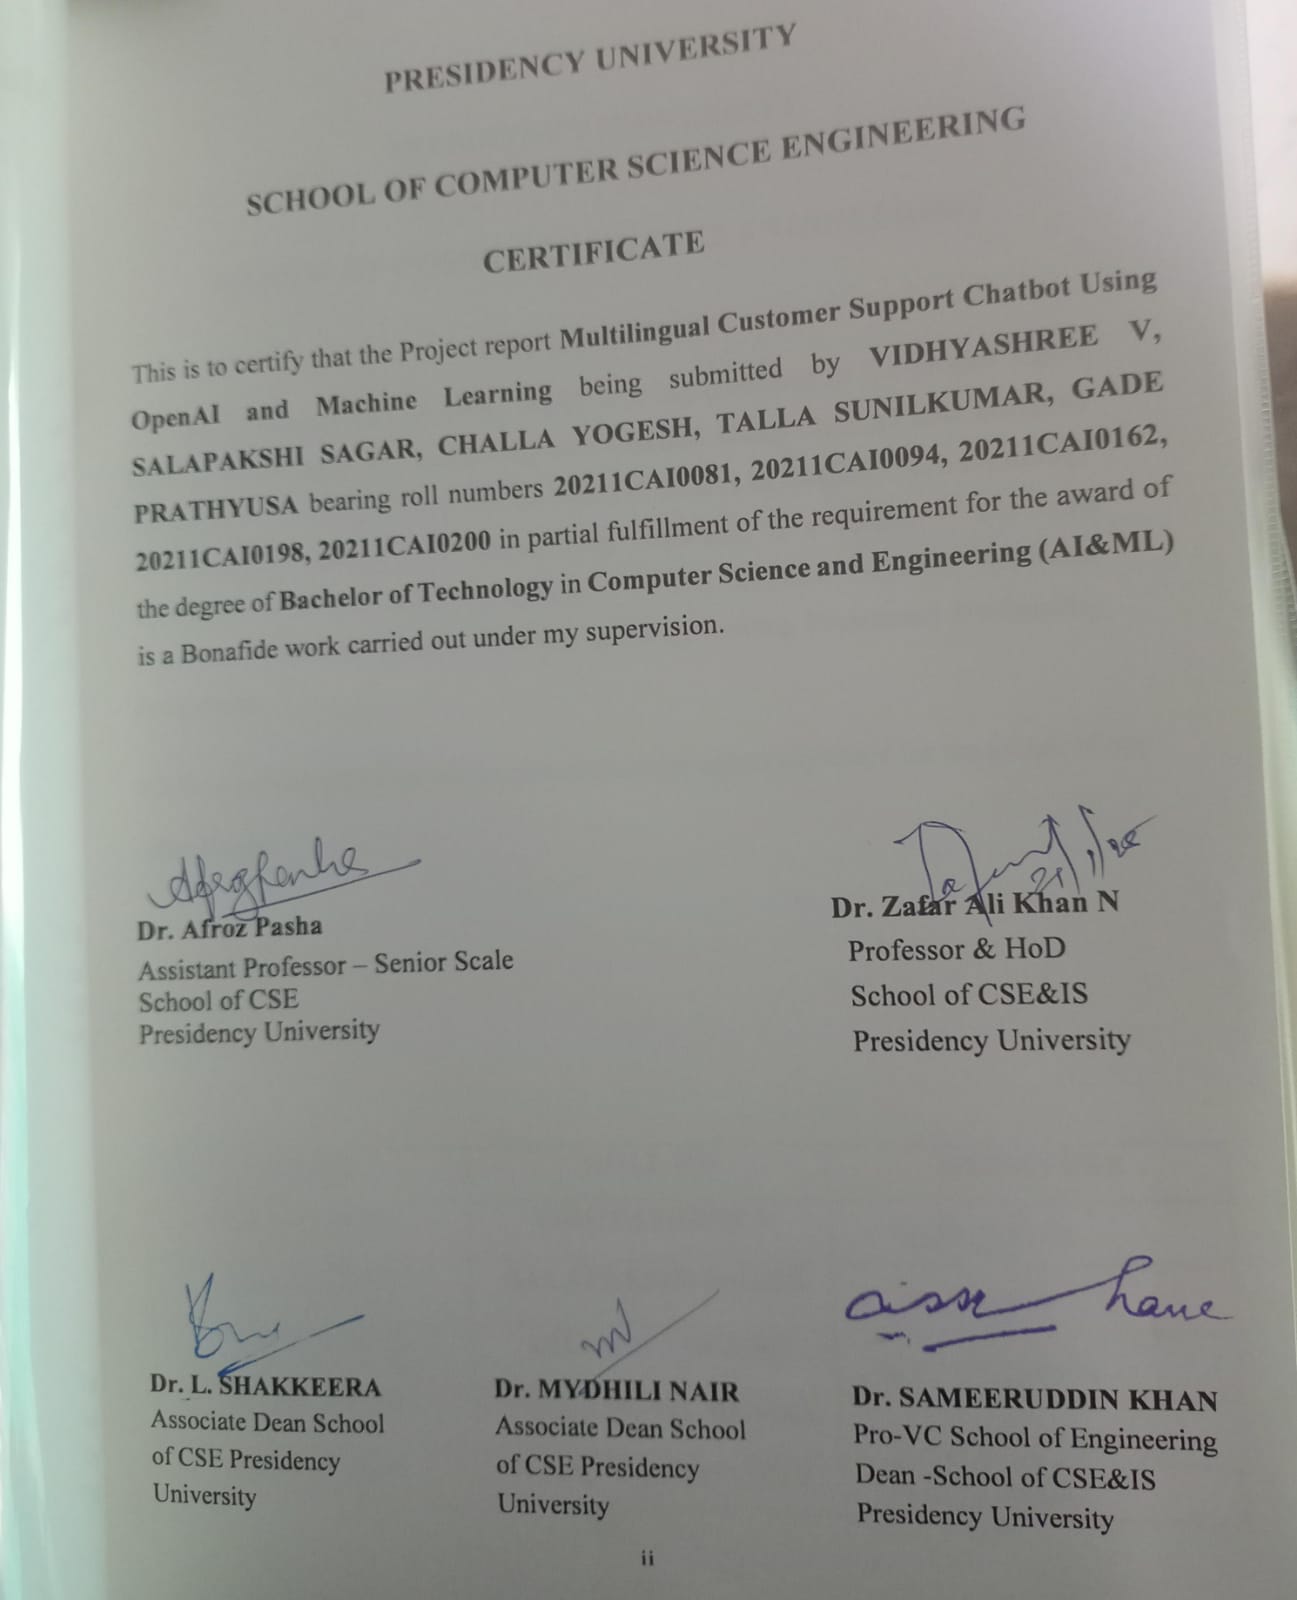 PRESIDENCY UNIVERSITY
SCHOOL OF COMPUTER SCIENCE ENGINEERING
CERTIFICATE
This is to certify that the Project report Multilingual Customer Support Chatbot Using
OpenAI and Machine Learning being submitted by VIDHYASHREE V,
SALAPAKSHI SAGAR, CHALLA YOGESH, TALLA SUNILKUMAR, GADE
PRATHYUSA bearing roll numbers 20211CAI0081, 20211CAI0094, 20211CAI0162,
20211CAI0198, 20211CAI0200 in partial fulfillment of the requirement for the award of
the degree of Bachelor of Technology in Computer Science and Engineering (AI&ML)
is a Bonafide work carried out under my supervision.
Dr. Afroz Pasha
Assistant Professor – Senior Scale
School of CSE
Presidency University
Dr. Zafar Ali Khan N
Professor & HoD
School of CSE&IS
Presidency University
Dr. L. SHAKKEERA
Associate Dean School
of CSE Presidency
University
Dr. MYDHILI NAIR
Associate Dean School
of CSE Presidency
University
Dr. SAMEERUDDIN KHAN
Pro-VC School of Engineering
Dean -School of CSE&IS
Presidency University
ii